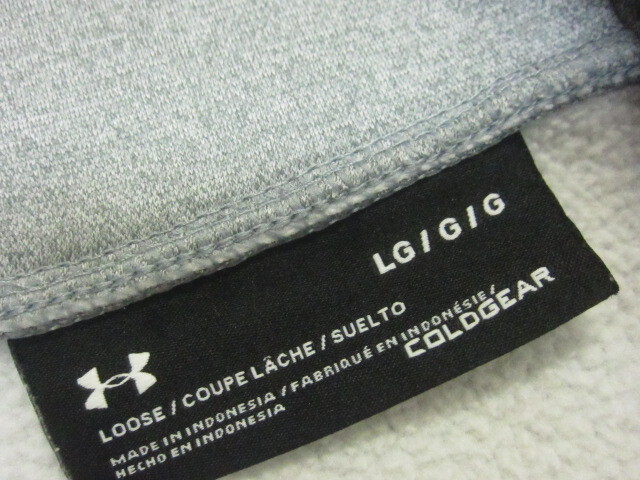 LG / G / G
LOOSE / COUPE LÂCHE / SUELTO
COLDGEAR
MADE IN INDONESIA / FABRIQUÉ EN INDONÉSIE /
HECHO EN INDONESIA